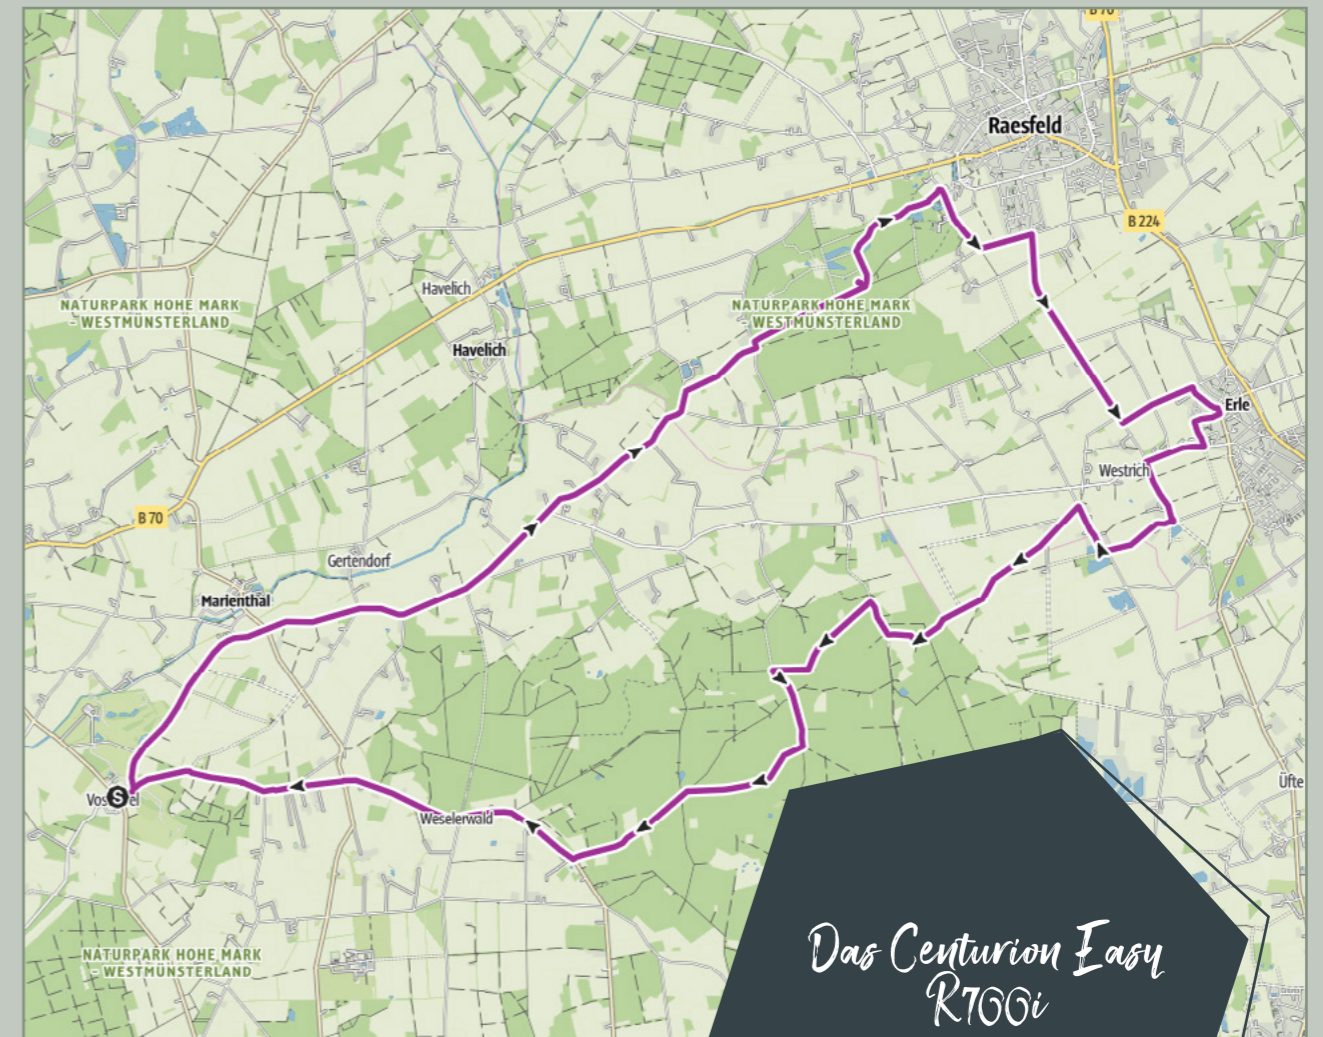 B 70
Raesfeld
B 224
Havelich
NATURPARK HOHE MARK
- WESTMÜNSTERLAND
NATURPARK HOHE MARK
- WESTMÜNSTERLAND
Havelich
Erle
Westrich
B 70
Gertendorf
Marienthal
Üfte
S
Weselerwald
NATURPARK HOHE MARK
- WESTMÜNSTERLAND
Das Centurion Easy
R700i